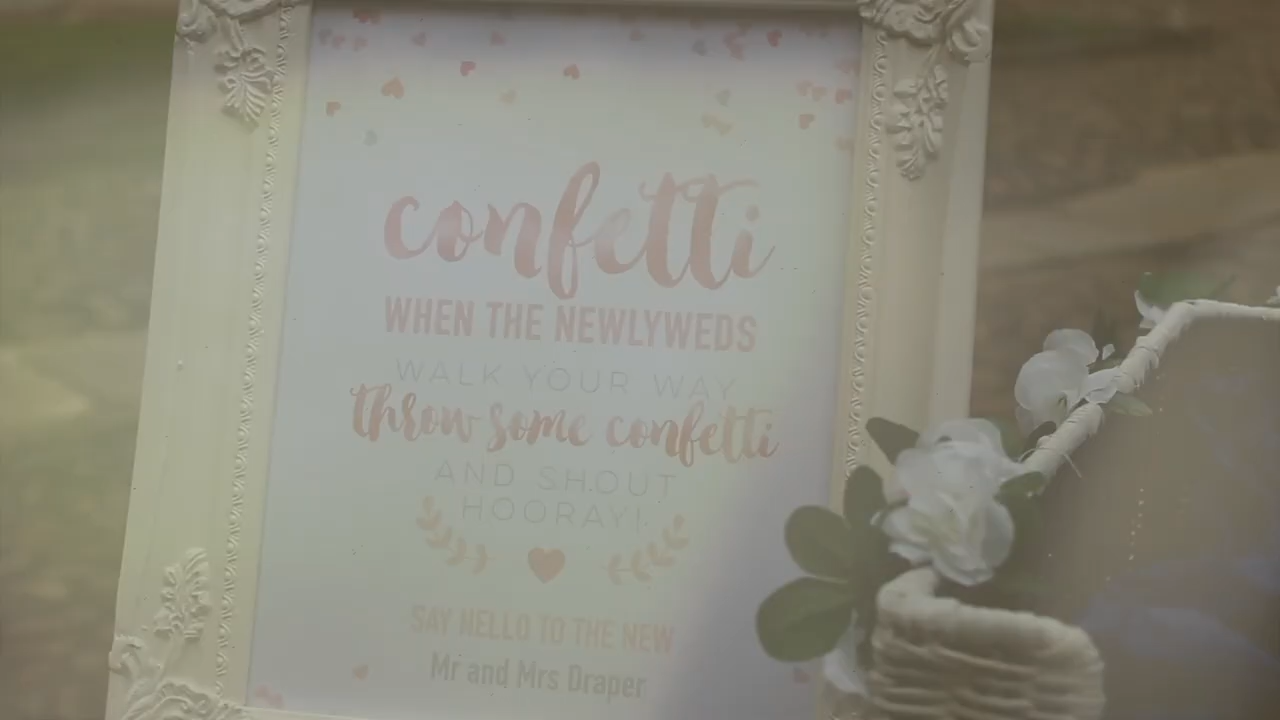 confetti
WHEN THE NEWLYWEDS
WALK YOUR WAY
throw some confetti
AND SHOUT
HOORAY!
SAY HELLO TO THE NEW
Mr and Mrs Draper